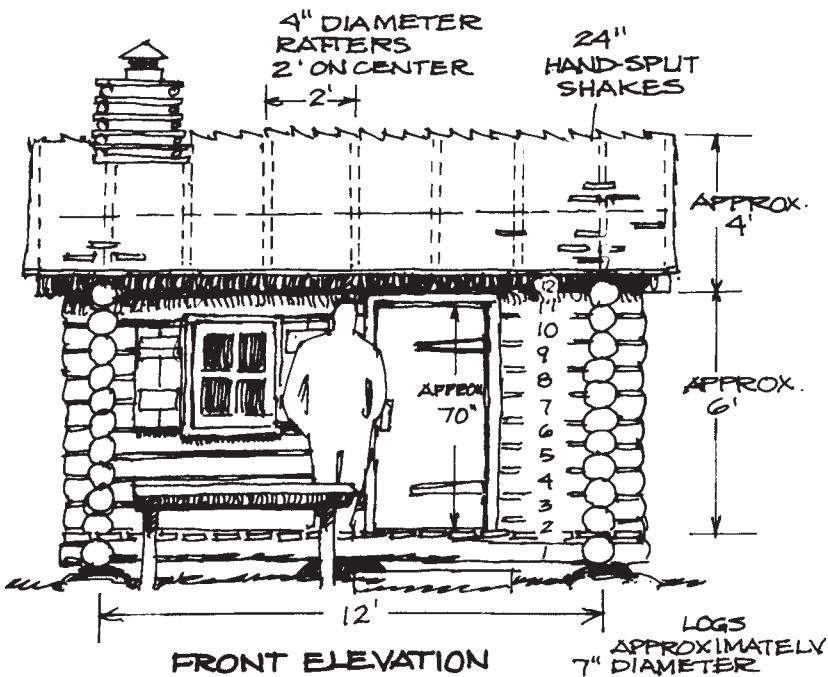 4" DIAMETER
RAFTERS
2' ON CENTER
2'
24"
HAND-SPLIT
SHAKES
APPROX.
4'
12
11
10
9
8
7
6
5
4
3
2
1
APPROX.
70"
APPROX.
6'
12'
FRONT ELEVATION
LOGS
APPROXIMATELY
7" DIAMETER